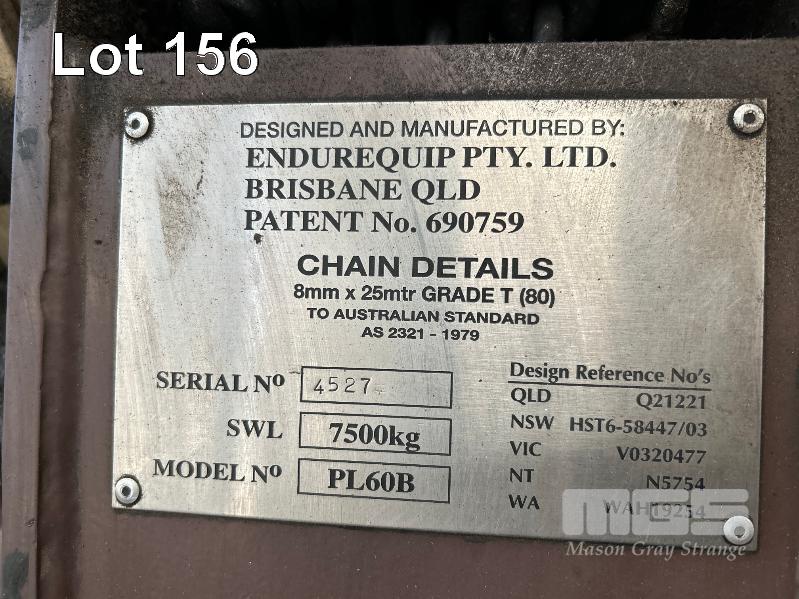 Lot 156
DESIGNED AND MANUFACTURED BY:
ENDUREQUIP PTY. LTD.
BRISBANE QLD
PATENT No. 690759
CHAIN DETAILS
8mm x 25mtr GRADE T (80)
TO AUSTRALIAN STANDARD
AS 2321 - 1979
SERIAL Nº 4527
SWL 7500kg
MODEL Nº PL60B
Design Reference No's
QLD Q21221
NSW HST6-58447/03
VIC V0320477
NT N5754
WA WAH19254
MGS
Mason Gray Strange